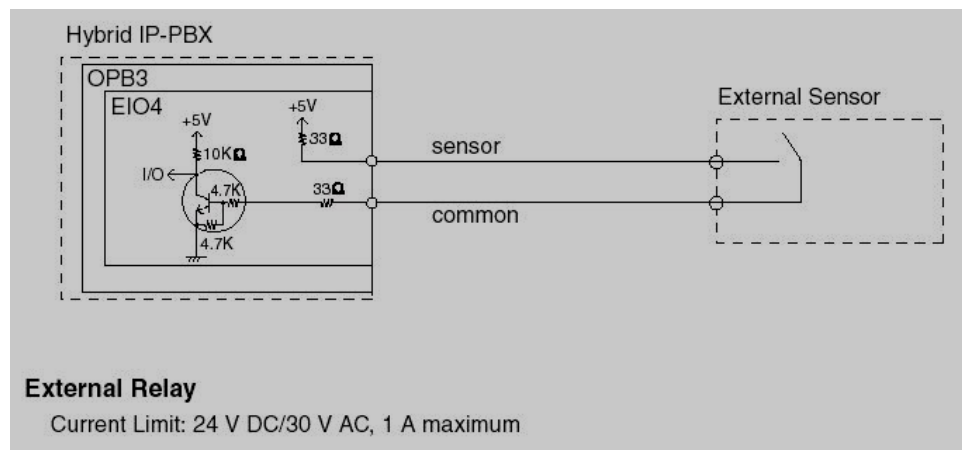 Hybrid IP-PBX
OPB3
EIO4
+5V
+5V
10KΩ
33Ω
I/O
4.7K
33Ω
4.7K
sensor
common
External Sensor
External Relay
Current Limit: 24 V DC/30 V AC, 1 A maximum